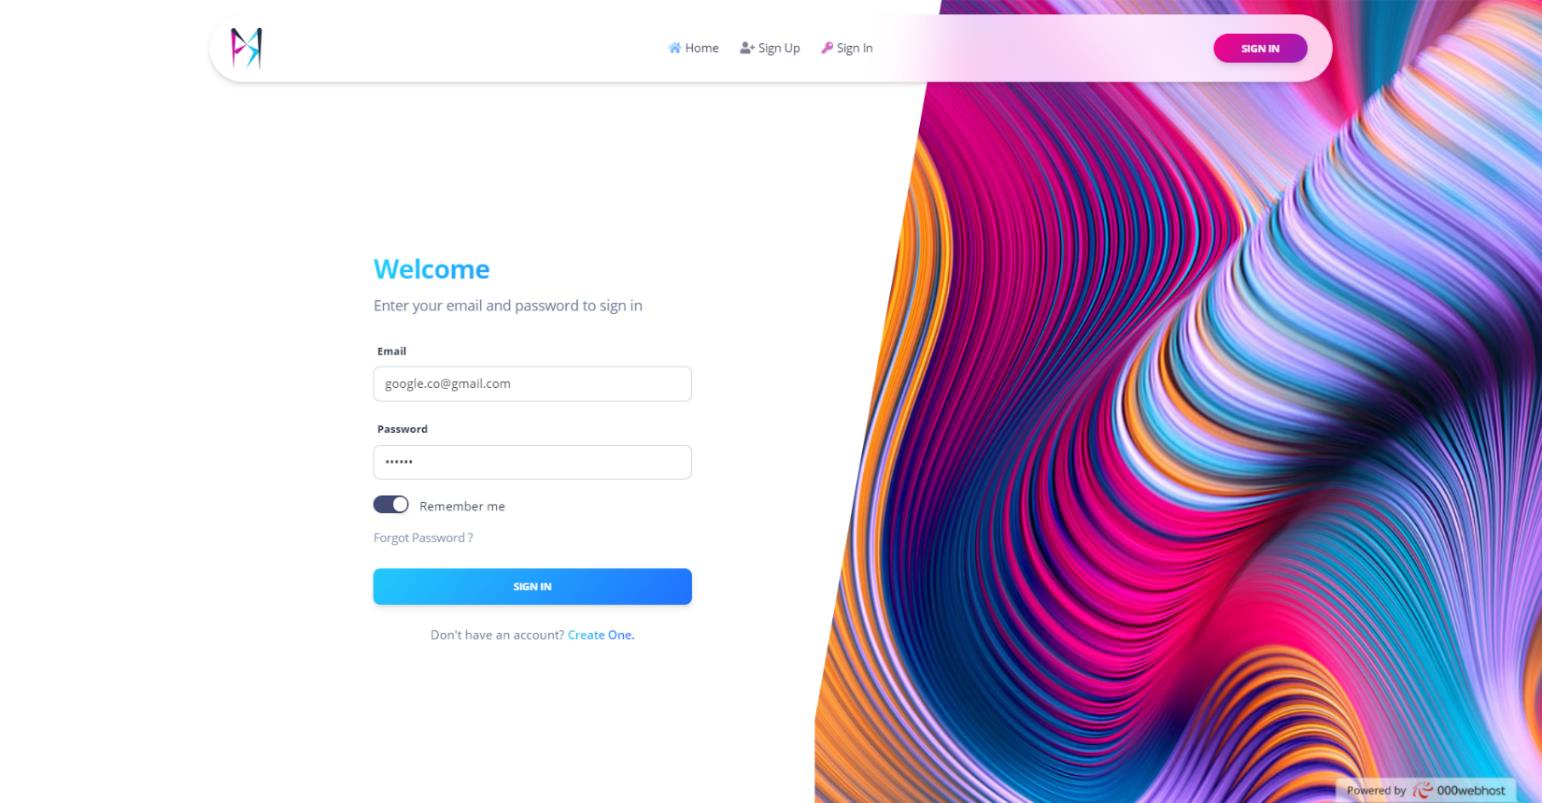 Home Sign Up Sign In SIGN IN
Welcome
Enter your email and password to sign in
Email
google.co@gmail.com
Password
••••••
Remember me
Forgot Password ?
SIGN IN
Don't have an account? Create One.
Powered by 000webhost